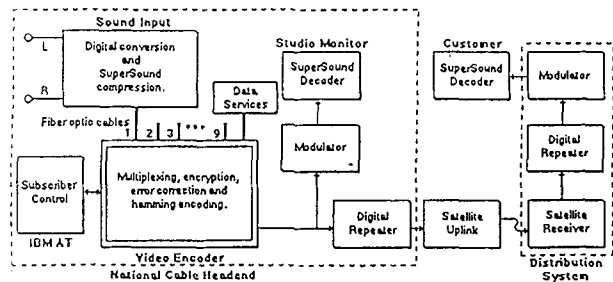 Sound Input
L
R
Digital conversion
and
SuperSound
compression.
Fiber optic cables
1 2 3 ••• 9
Data
Services
Studio Monitor
SuperSound
Decoder
Modulator
Customer
SuperSound
Decoder
Modulator
Digital
Repeater
Satellite
Receiver
Distribution
System
Subscriber
Control
IBM AT
Multiplexing, encryption,
error correction and
hamming encoding.
Video Encoder
Digital
Repeater
Satellite
Uplink
National Cable Headend